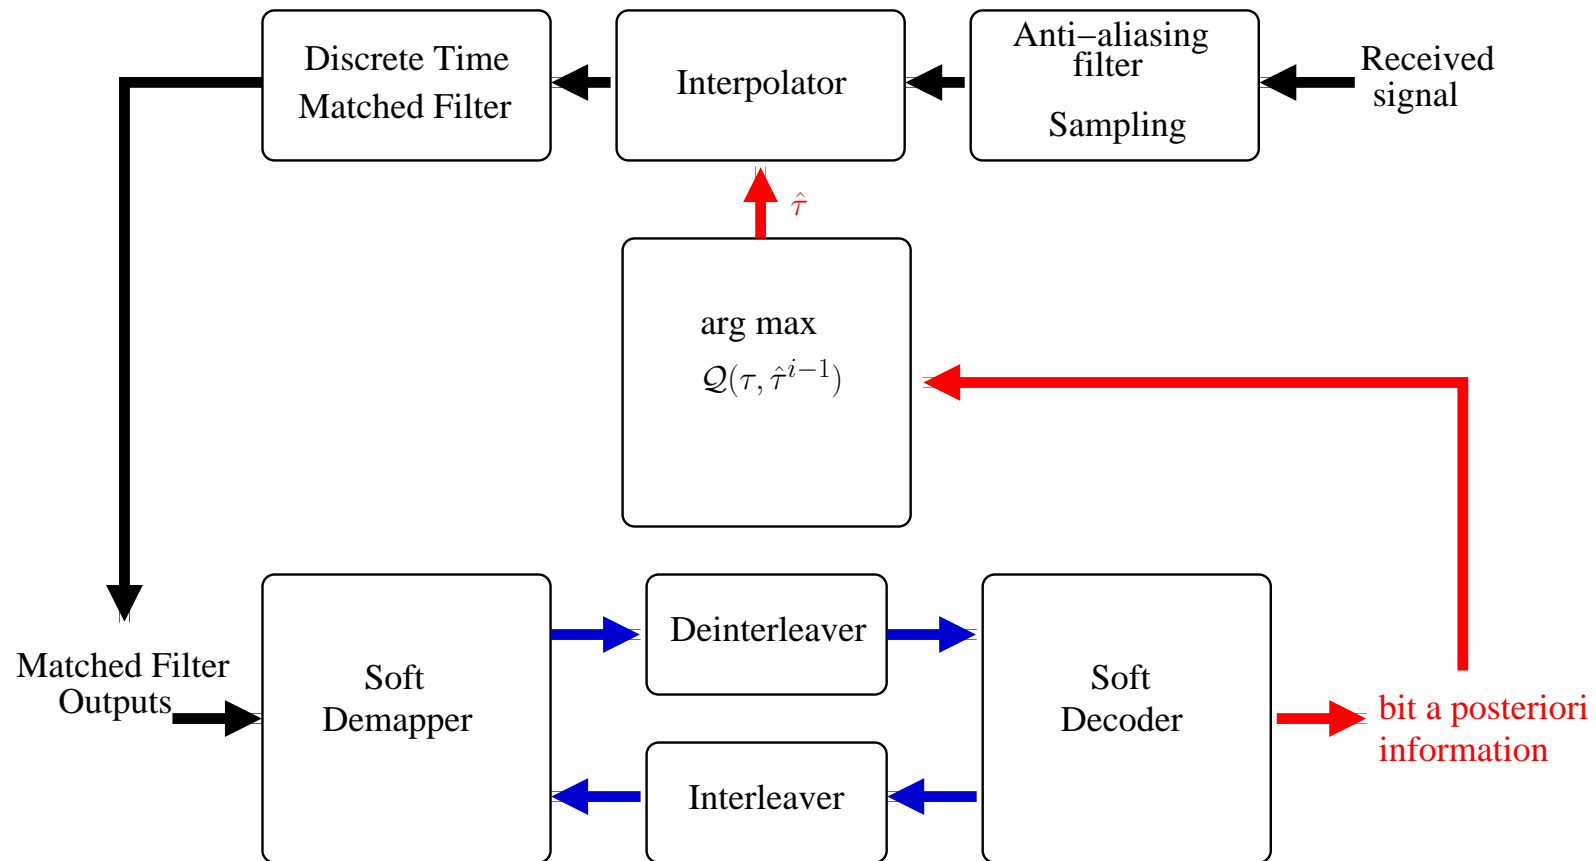 Discrete Time
Matched Filter
Interpolator
Anti−aliasing
filter
Sampling
Received
signal
τ̂
arg max
𝒬(τ, τ̂^{i−1})
Matched Filter
Outputs
Soft
Demapper
Deinterleaver
Interleaver
Soft
Decoder
bit a posteriori
information